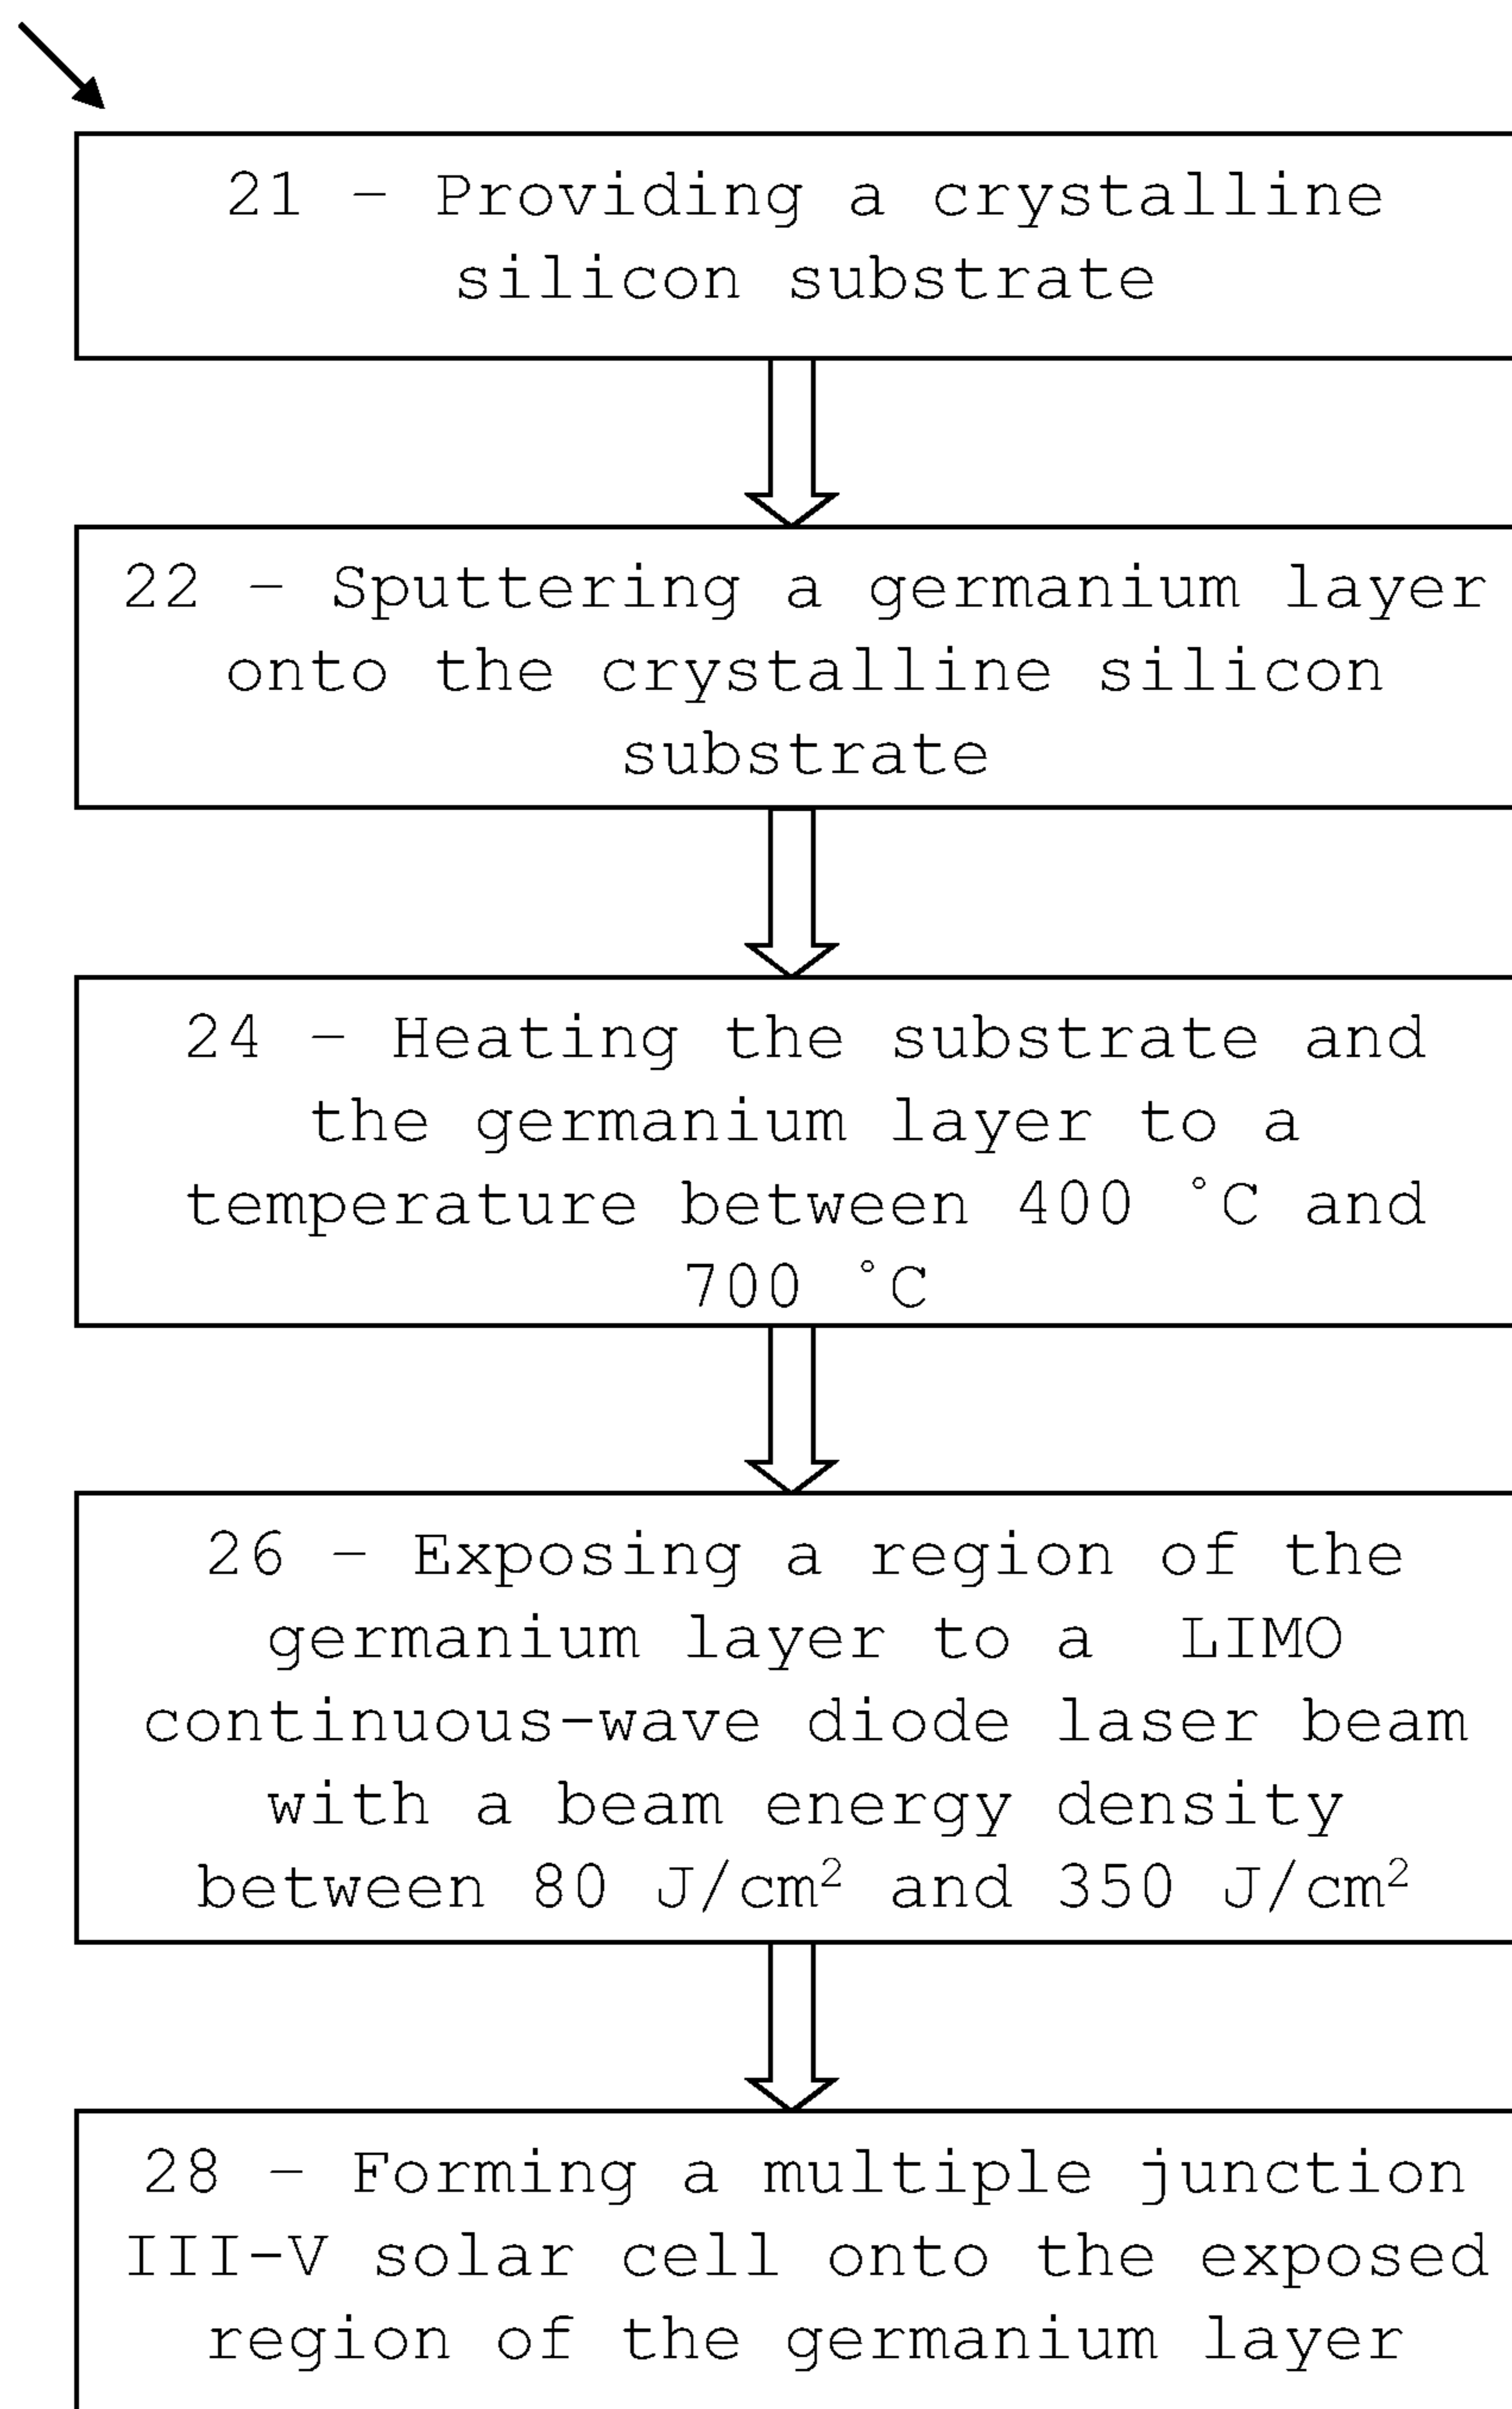 21 – Providing a crystalline
silicon substrate
22 – Sputtering a germanium layer
onto the crystalline silicon
substrate
24 – Heating the substrate and
the germanium layer to a
temperature between 400 °C and
700 °C
26 – Exposing a region of the
germanium layer to a  LIMO
continuous-wave diode laser beam
with a beam energy density
between 80 J/cm² and 350 J/cm²
28 – Forming a multiple junction
III-V solar cell onto the exposed
region of the germanium layer